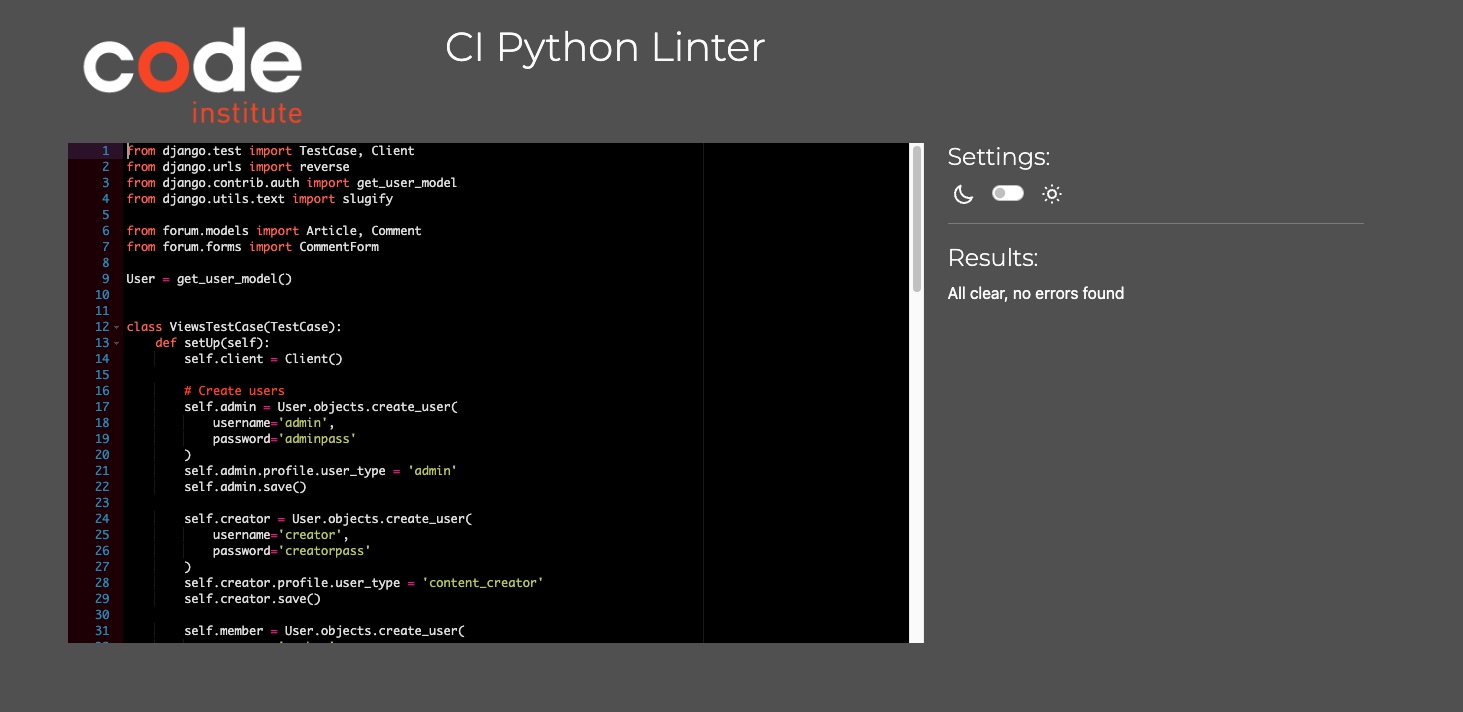 code
institute
CI Python Linter
1 from django.test import TestCase, Client
2 from django.urls import reverse
3 from django.contrib.auth import get_user_model
4 from django.utils.text import slugify
5
6 from forum.models import Article, Comment
7 from forum.forms import CommentForm
8
9 User = get_user_model()
10
11
12 class ViewsTestCase(TestCase):
13     def setUp(self):
14         self.client = Client()
15
16         # Create users
17         self.admin = User.objects.create_user(
18             username='admin',
19             password='adminpass'
20         )
21         self.admin.profile.user_type = 'admin'
22         self.admin.save()
23
24         self.creator = User.objects.create_user(
25             username='creator',
26             password='creatorpass'
27         )
28         self.creator.profile.user_type = 'content_creator'
29         self.creator.save()
30
31         self.member = User.objects.create_user(
Settings:
Results:
All clear, no errors found